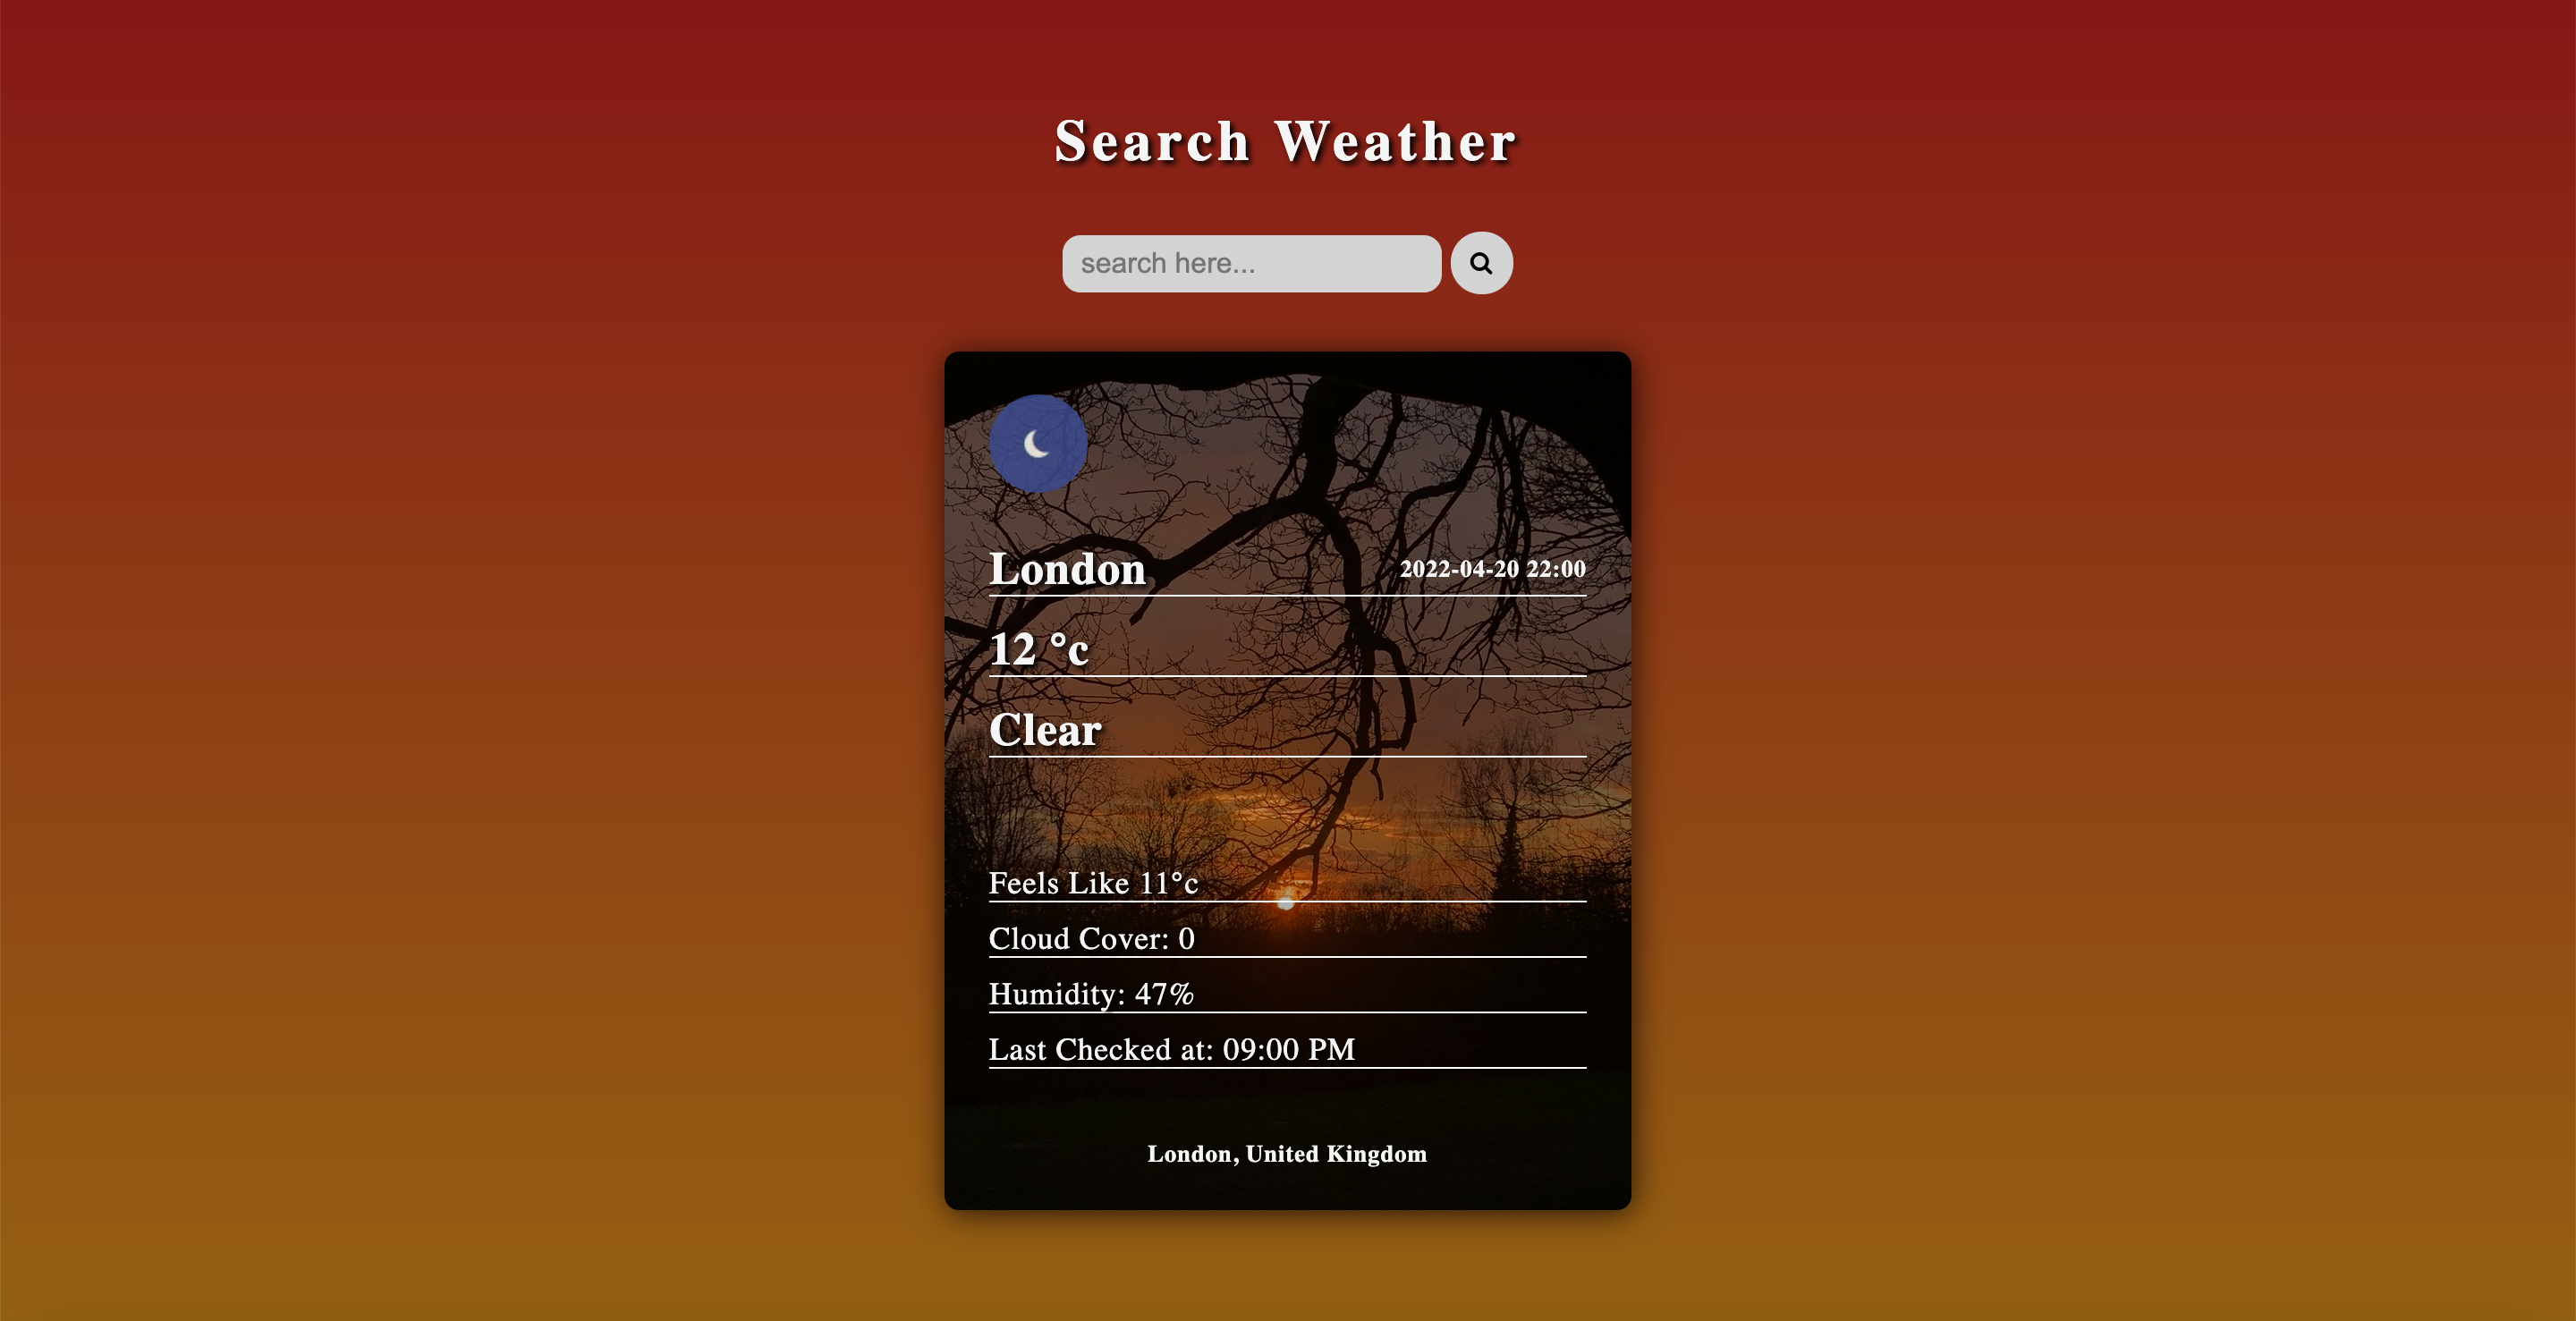 Search Weather
search here...
London 2022-04-20 22:00
12 °c
Clear
Feels Like 11°c
Cloud Cover: 0
Humidity: 47%
Last Checked at: 09:00 PM
London, United Kingdom